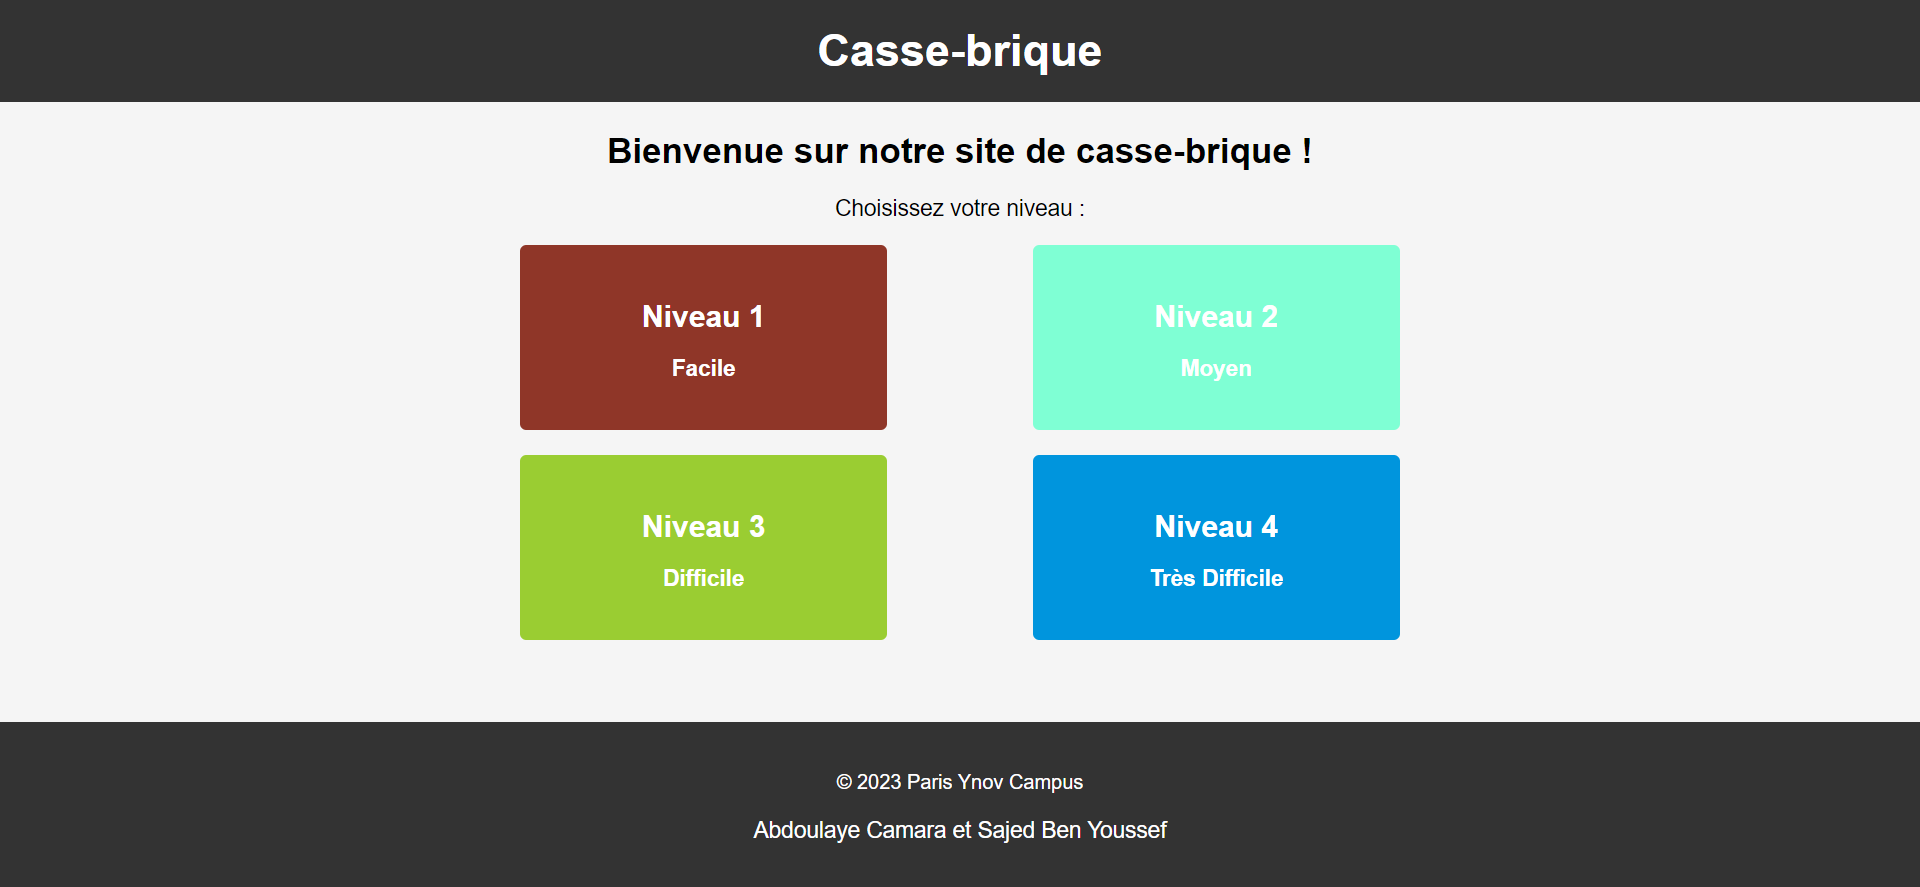 Casse-brique
Bienvenue sur notre site de casse-brique !
Choisissez votre niveau :
Niveau 1
Facile
Niveau 2
Moyen
Niveau 3
Difficile
Niveau 4
Très Difficile
© 2023 Paris Ynov Campus
Abdoulaye Camara et Sajed Ben Youssef